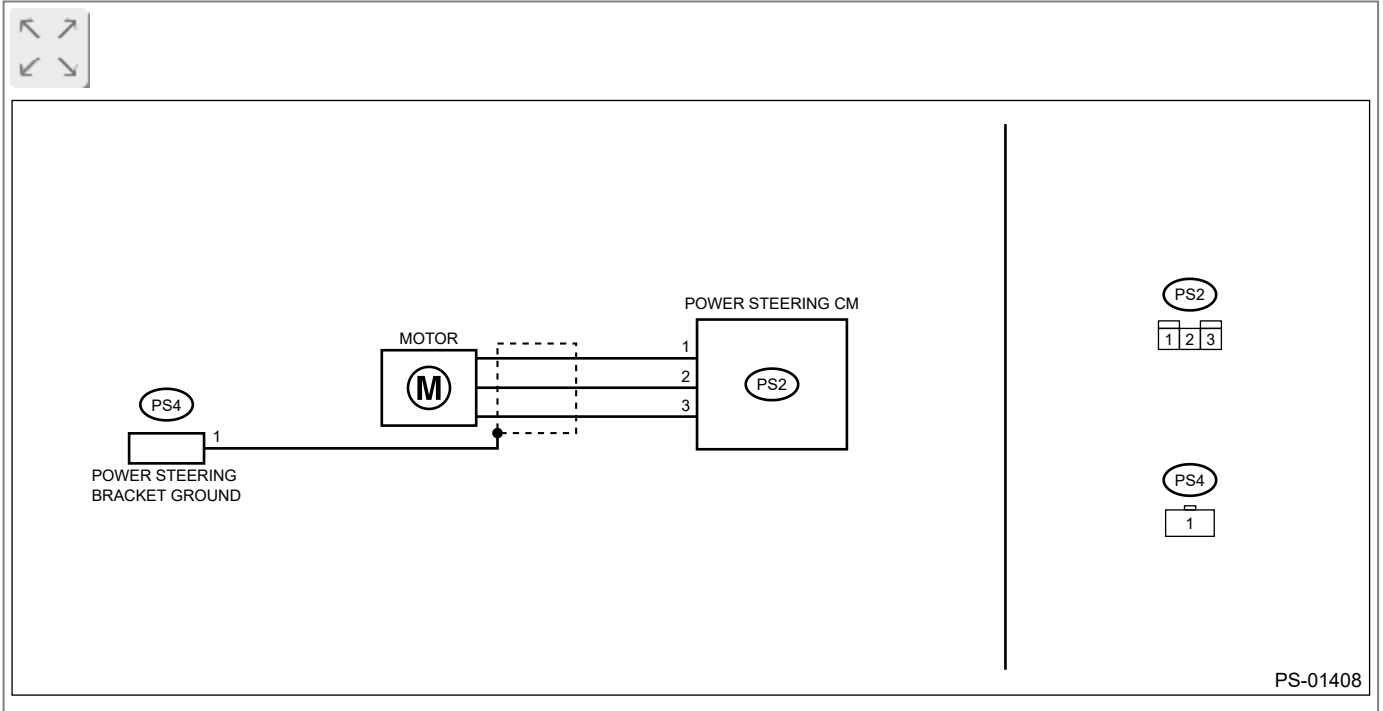 POWER STEERING CM
MOTOR
M
1
2
3
PS2
PS4
1
POWER STEERING
BRACKET GROUND
PS2
1 2 3
PS4
1
PS-01408